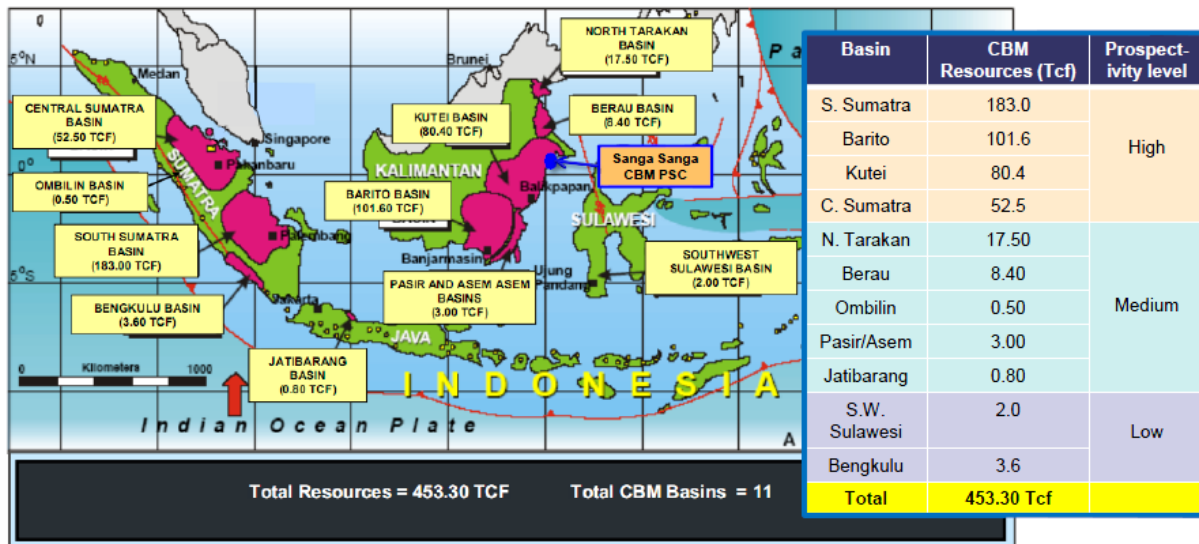 5°N
0°
5°S
Medan
Brunei
Singapore
Pakanbaru
Palembang
Jakarta
Balikpapan
Banjarmasin
Ujung
Pandang
SUMATRA
KALIMANTAN
SULAWESI
JAVA
NORTH TARAKAN
BASIN
(17.50 TCF)
CENTRAL SUMATRA
BASIN
(52.50 TCF)
KUTEI BASIN
(80.40 TCF)
BERAU BASIN
(8.40 TCF)
Sanga Sanga
CBM PSC
OMBILIN BASIN
(0.50 TCF)
BARITO BASIN
(101.60 TCF)
SOUTH SUMATRA
BASIN
(183.00 TCF)
SOUTHWEST
SULAWESI BASIN
(2.00 TCF)
PASIR AND ASEM ASEM
BASINS
(3.00 TCF)
BENGKULU BASIN
(3.60 TCF)
JATIBARANG
BASIN
(0.80 TCF)
0 Kilometers 1000
INDONESIA
Indian Ocean Plate
P a
A
Total Resources = 453.30 TCF Total CBM Basins = 11
Basin CBM Resources (Tcf) Prospect-ivity level
S. Sumatra 183.0
Barito 101.6
High
Kutei 80.4
C. Sumatra 52.5
N. Tarakan 17.50
Berau 8.40
Ombilin 0.50
Medium
Pasir/Asem 3.00
Jatibarang 0.80
S.W. Sulawesi 2.0
Low
Bengkulu 3.6
Total 453.30 Tcf